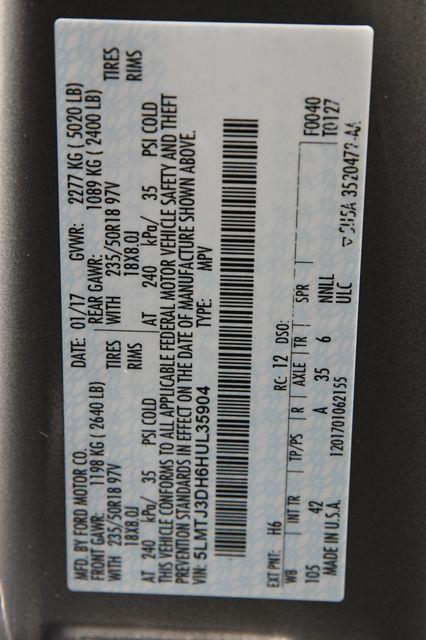 MFD. BY FORD MOTOR CO.
DATE: 01/17 GVWR: 2277 KG (5020 LB)
FRONT GAWR: 1198 KG (2640 LB) REAR GAWR: 1089 KG (2400 LB)
WITH 235/50R18 97V TIRES WITH 235/50R18 97V TIRES
18X8.0J RIMS 18X8.0J RIMS
AT 240 kPa/ 35 PSI COLD AT 240 kPa/ 35 PSI COLD
THIS VEHICLE CONFORMS TO ALL APPLICABLE FEDERAL MOTOR VEHICLE SAFETY AND THEFT
PREVENTION STANDARDS IN EFFECT ON THE DATE OF MANUFACTURE SHOWN ABOVE.
VIN: 5LMTJ3DH6HUL35904 TYPE: MPV
F0040
T0127
EXT PNT: H6 RC: 12 DSO:
WB INT TR TP/PS R AXLE TR SPR
105 42 A 35 6 NNLL
ULC
MADE IN U.S.A. 1201701062155
3520472